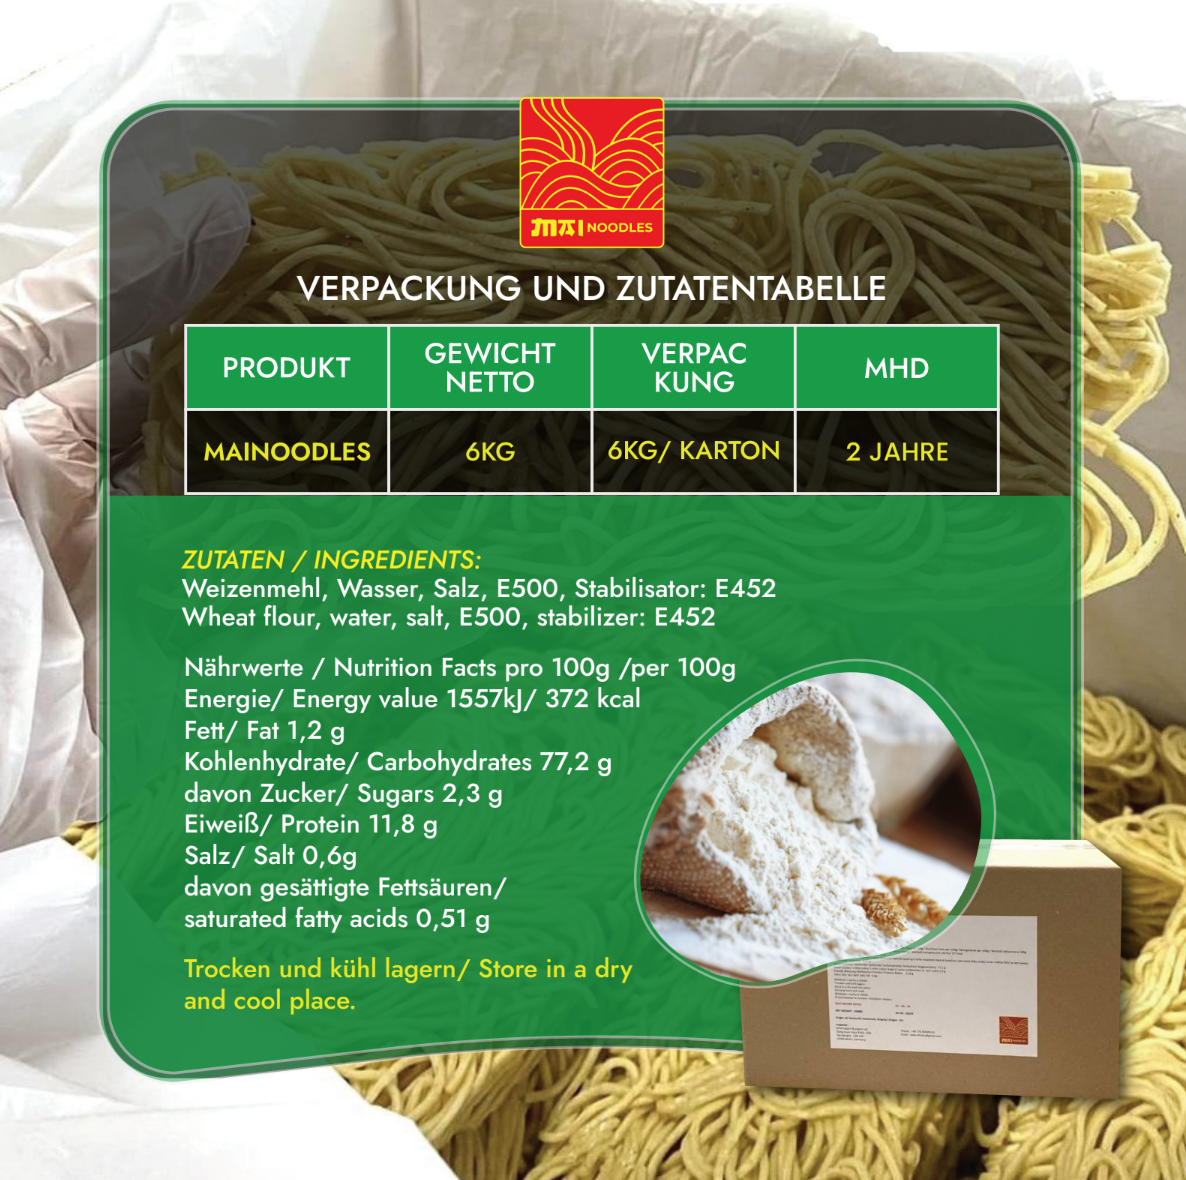 MAI NOODLES
VERPACKUNG UND ZUTATENTABELLE
PRODUKT
GEWICHT
NETTO
VERPAC
KUNG
MHD
MAINOODLES
6KG
6KG/ KARTON
2 JAHRE
ZUTATEN / INGREDIENTS:
Weizenmehl, Wasser, Salz, E500, Stabilisator: E452
Wheat flour, water, salt, E500, stabilizer: E452
Nährwerte / Nutrition Facts pro 100g /per 100g
Energie/ Energy value 1557kJ/ 372 kcal
Fett/ Fat 1,2 g
Kohlenhydrate/ Carbohydrates 77,2 g
davon Zucker/ Sugars 2,3 g
Eiweiß/ Protein 11,8 g
Salz/ Salt 0,6g
davon gesättigte Fettsäuren/
saturated fatty acids 0,51 g
Trocken und kühl lagern/ Store in a dry
and cool place.